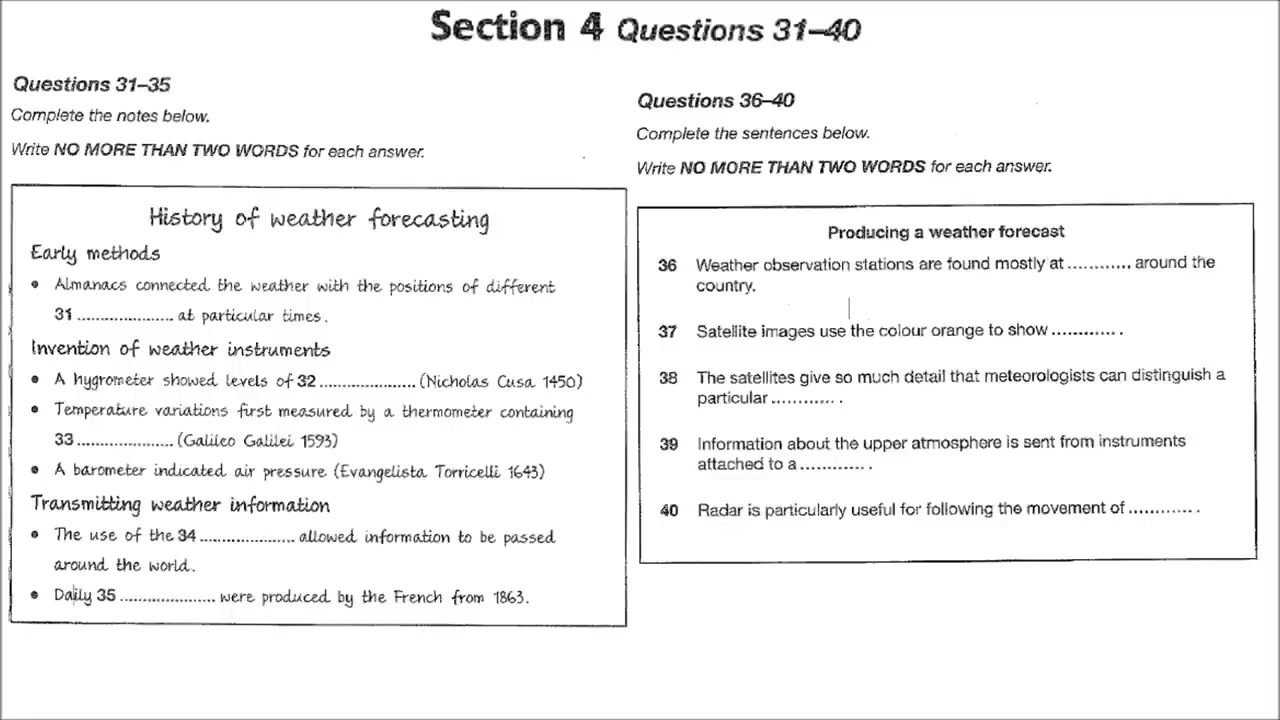 Section 4 Questions 31–40
Questions 31–35
Complete the notes below.
Write NO MORE THAN TWO WORDS for each answer.
History of weather forecasting
Early methods
• Almanacs connected the weather with the positions of different
31 ..................... at particular times.
Invention of weather instruments
• A hygrometer showed levels of 32 ..................... (Nicholas Cusa 1450)
• Temperature variations first measured by a thermometer containing
33 ..................... (Galileo Galilei 1593)
• A barometer indicated air pressure (Evangelista Torricelli 1643)
Transmitting weather information
• The use of the 34 ..................... allowed information to be passed
around the world.
• Daily 35 ..................... were produced by the French from 1863.
Questions 36–40
Complete the sentences below.
Write NO MORE THAN TWO WORDS for each answer.
Producing a weather forecast
36 Weather observation stations are found mostly at ............ around the
country.
37 Satellite images use the colour orange to show ............ .
38 The satellites give so much detail that meteorologists can distinguish a
particular ............ .
39 Information about the upper atmosphere is sent from instruments
attached to a ............ .
40 Radar is particularly useful for following the movement of ............ .